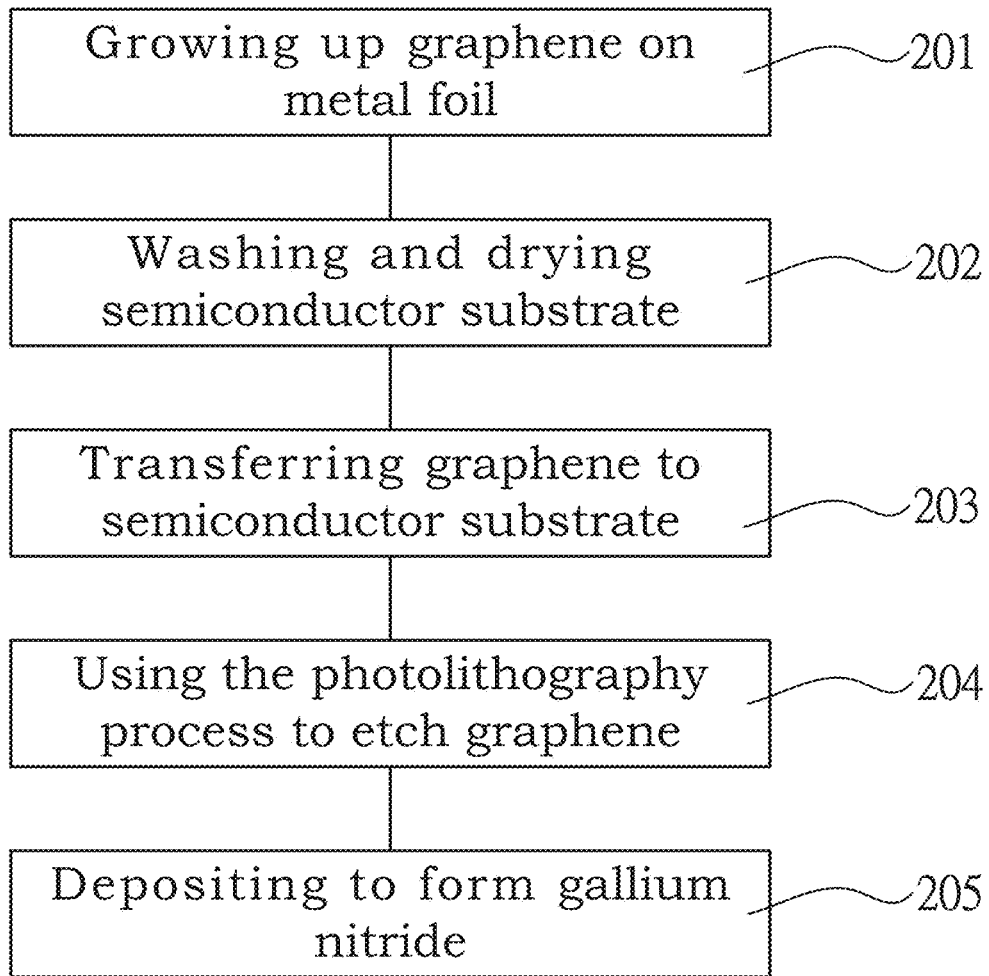 Growing up graphene on
metal foil
201
Washing and drying
semiconductor substrate
202
Transferring graphene to
semiconductor substrate
203
Using the photolithography
process to etch graphene
204
Depositing to form gallium
nitride
205